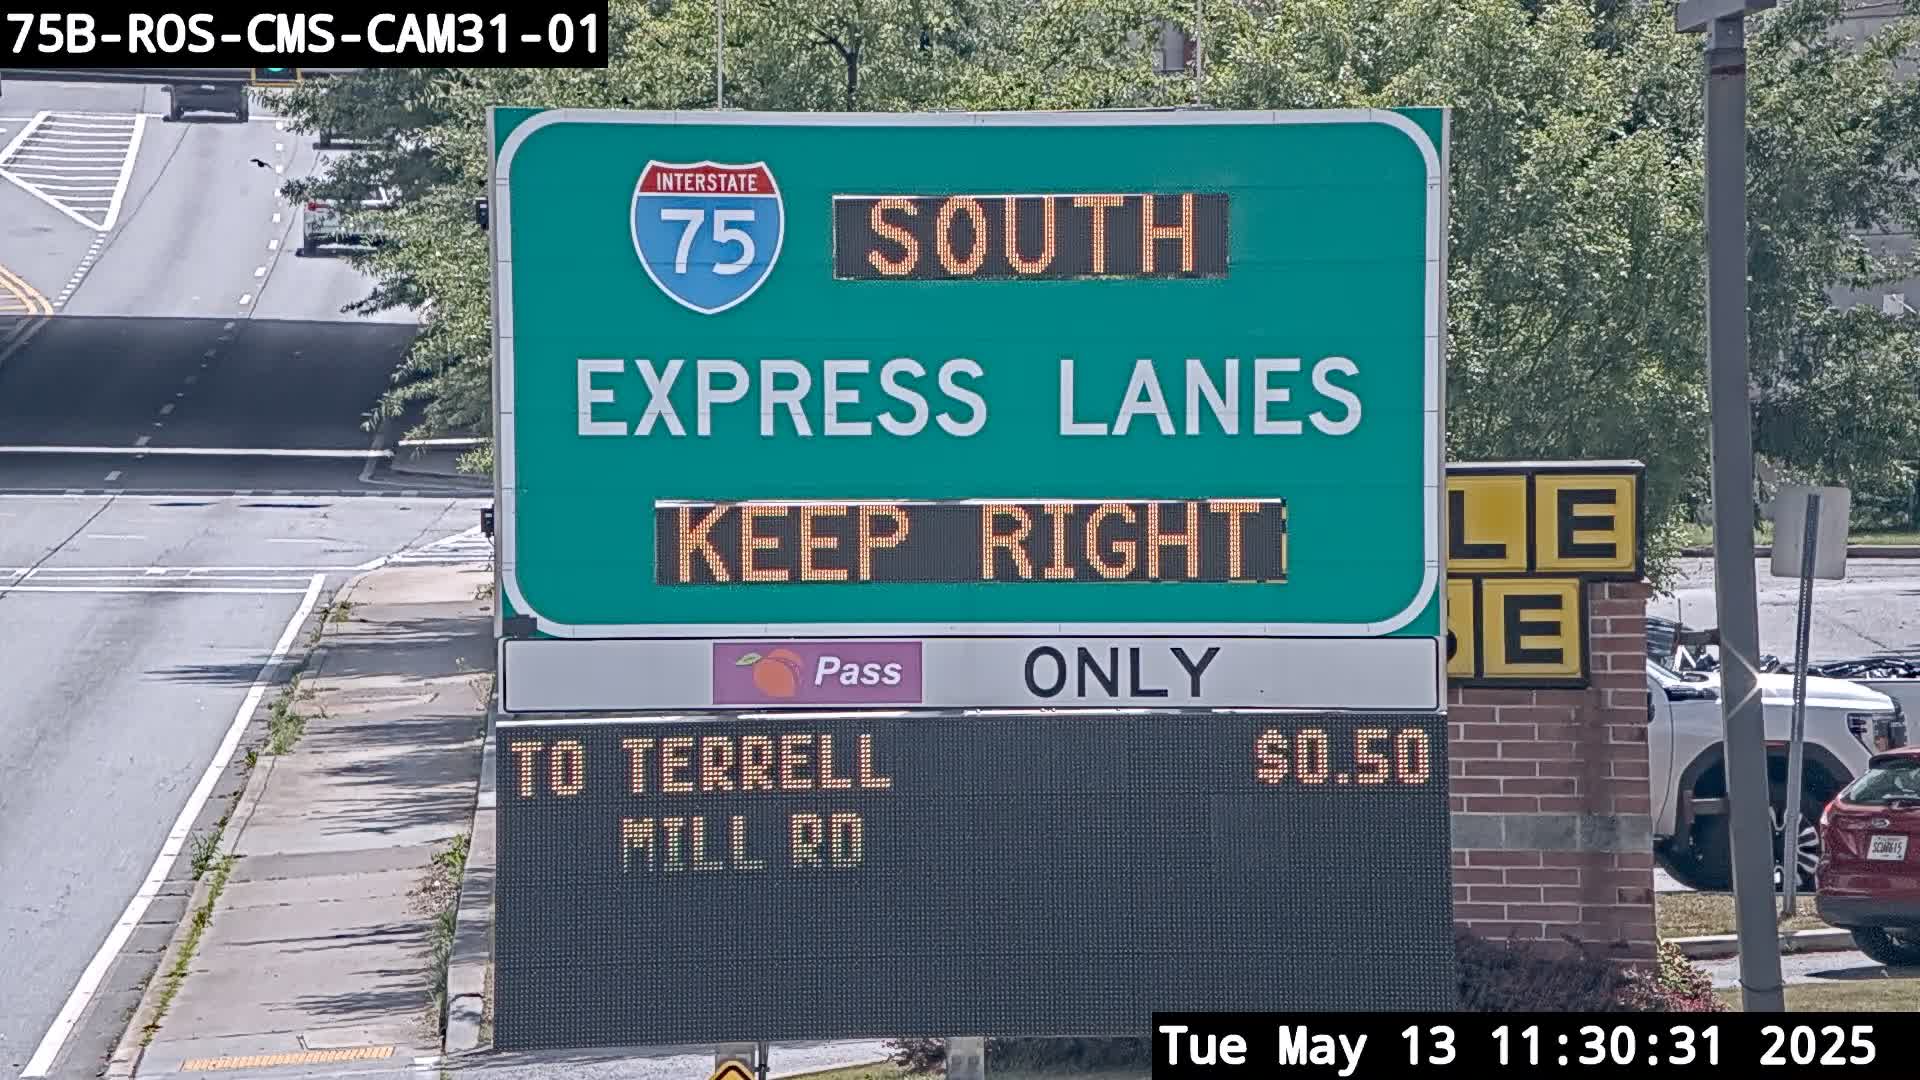 75B-ROS-CMS-CAM31-01
INTERSTATE
75
SOUTH
EXPRESS LANES
KEEP RIGHT
Pass ONLY
TO TERRELL $0.50
MILL RD
LE
E
Tue May 13 11:30:31 2025